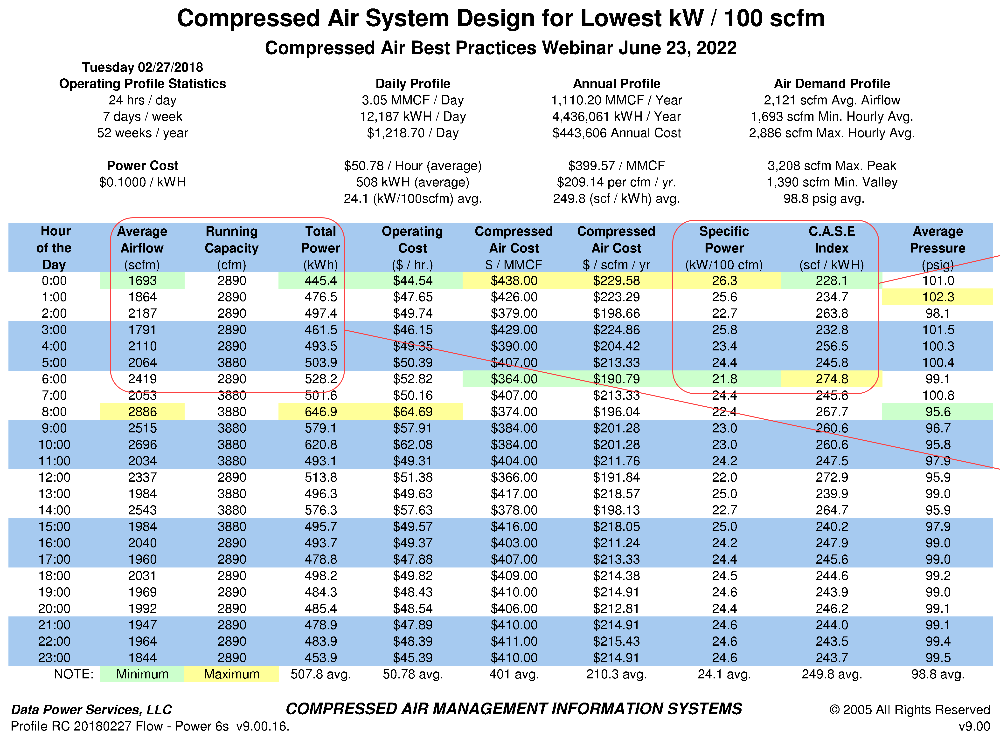 Compressed Air System Design for Lowest kW / 100 scfm
Compressed Air Best Practices Webinar June 23, 2022
Tuesday 02/27/2018
Operating Profile Statistics Daily Profile Annual Profile Air Demand Profile
24 hrs / day 3.05 MMCF / Day 1,110.20 MMCF / Year 2,121 scfm Avg. Airflow
7 days / week 12,187 kWH / Day 4,436,061 kWH / Year 1,693 scfm Min. Hourly Avg.
52 weeks / year $1,218.70 / Day $443,606 Annual Cost 2,886 scfm Max. Hourly Avg.
Power Cost $50.78 / Hour (average) $399.57 / MMCF 3,208 scfm Max. Peak
$0.1000 / kWH 508 kWH (average) $209.14 per cfm / yr. 1,390 scfm Min. Valley
24.1 (kW/100scfm) avg. 249.8 (scf / kWh) avg. 98.8 psig avg.
Hour Average Running Total Operating Compressed Compressed Specific C.A.S.E Average
of the Airflow Capacity Power Cost Air Cost Air Cost Power Index Pressure
Day (scfm) (cfm) (kWh) ($ / hr.) $ / MMCF $ / scfm / yr (kW/100 cfm) (scf / kWH) (psig)
0:00 1693 2890 445.4 $44.54 $438.00 $229.58 26.3 228.1 101.0
1:00 1864 2890 476.5 $47.65 $426.00 $223.29 25.6 234.7 102.3
2:00 2187 2890 497.4 $49.74 $379.00 $198.66 22.7 263.8 98.1
3:00 1791 2890 461.5 $46.15 $429.00 $224.86 25.8 232.8 101.5
4:00 2110 2890 493.5 $49.35 $390.00 $204.42 23.4 256.5 100.3
5:00 2064 3880 503.9 $50.39 $407.00 $213.33 24.4 245.8 100.4
6:00 2419 2890 528.2 $52.82 $364.00 $190.79 21.8 274.8 99.1
7:00 2053 3880 501.6 $50.16 $407.00 $213.33 24.4 245.6 100.8
8:00 2886 3880 646.9 $64.69 $374.00 $196.04 22.4 267.7 95.6
9:00 2515 3880 579.1 $57.91 $384.00 $201.28 23.0 260.6 96.7
10:00 2696 3880 620.8 $62.08 $384.00 $201.28 23.0 260.6 95.8
11:00 2034 3880 493.1 $49.31 $404.00 $211.76 24.2 247.5 97.9
12:00 2337 2890 513.8 $51.38 $366.00 $191.84 22.0 272.9 95.9
13:00 1984 3880 496.3 $49.63 $417.00 $218.57 25.0 239.9 99.0
14:00 2543 3880 576.3 $57.63 $378.00 $198.13 22.7 264.7 95.9
15:00 1984 3880 495.7 $49.57 $416.00 $218.05 25.0 240.2 97.9
16:00 2040 2890 493.7 $49.37 $403.00 $211.24 24.2 247.9 99.0
17:00 1960 2890 478.8 $47.88 $407.00 $213.33 24.4 245.6 99.0
18:00 2031 2890 498.2 $49.82 $409.00 $214.38 24.5 244.6 99.2
19:00 1969 2890 484.3 $48.43 $410.00 $214.91 24.6 243.9 99.0
20:00 1992 2890 485.4 $48.54 $406.00 $212.81 24.4 246.2 99.1
21:00 1947 2890 478.9 $47.89 $410.00 $214.91 24.6 244.0 99.1
22:00 1964 2890 483.9 $48.39 $411.00 $215.43 24.6 243.5 99.4
23:00 1844 2890 453.9 $45.39 $410.00 $214.91 24.6 243.7 99.5
NOTE: Minimum Maximum 507.8 avg. 50.78 avg. 401 avg. 210.3 avg. 24.1 avg. 249.8 avg. 98.8 avg.
Data Power Services, LLC COMPRESSED AIR MANAGEMENT INFORMATION SYSTEMS © 2005 All Rights Reserved
Profile RC 20180227 Flow - Power 6s v9.00.16. v9.00